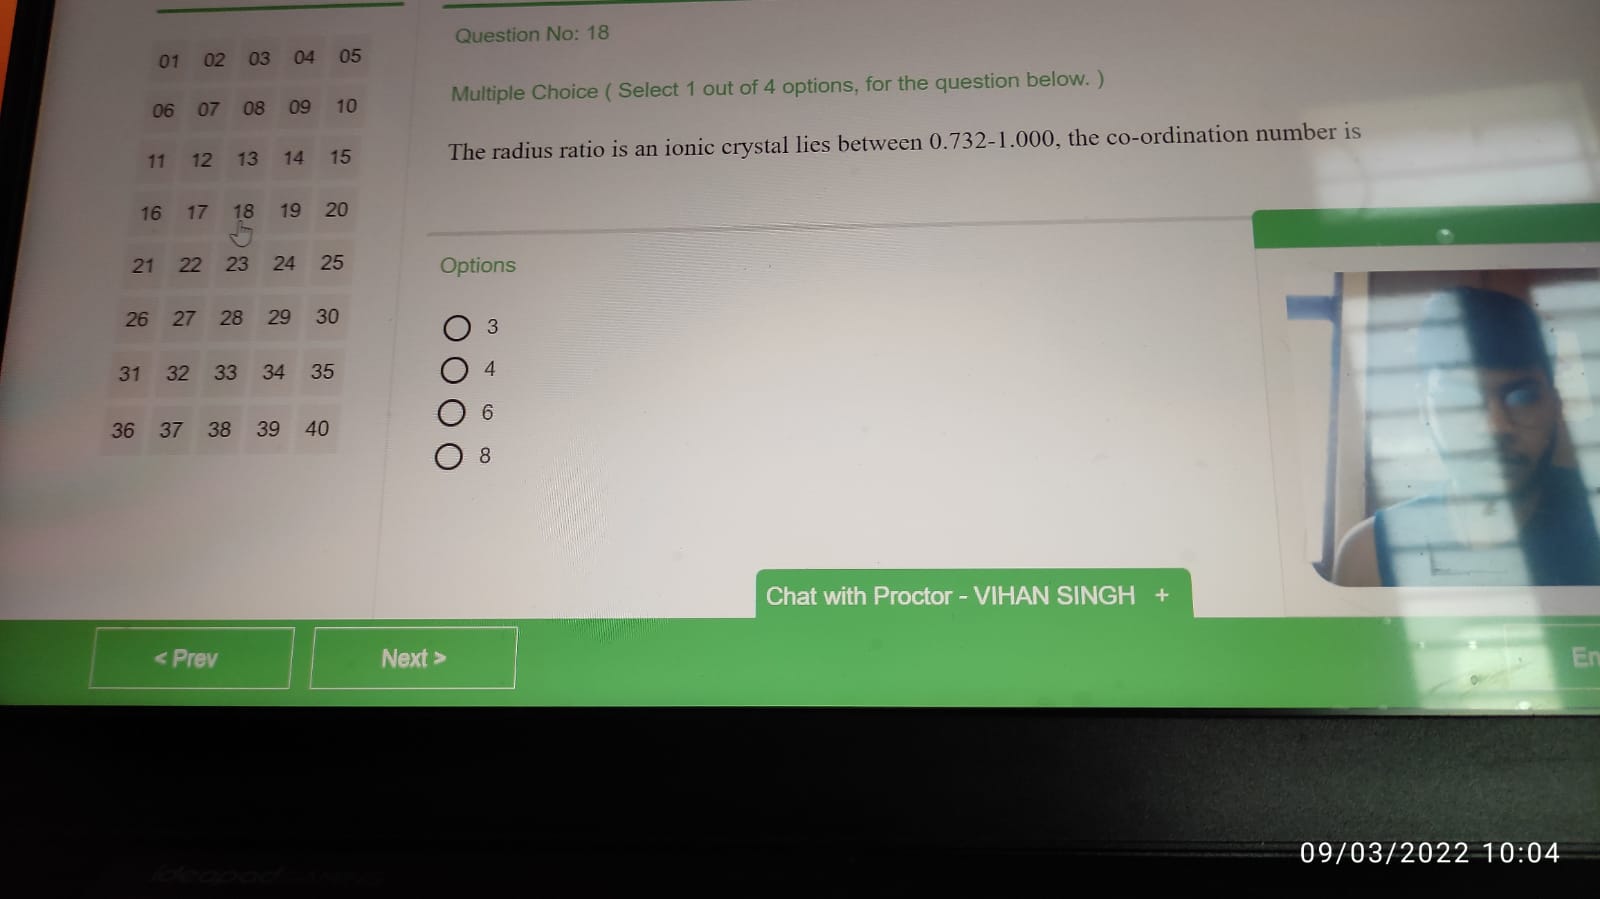 01 02 03 04 05
06 07 08 09 10
11 12 13 14 15
16 17 18 19 20
21 22 23 24 25
26 27 28 29 30
31 32 33 34 35
36 37 38 39 40
Question No: 18
Multiple Choice ( Select 1 out of 4 options, for the question below. )
The radius ratio is an ionic crystal lies between 0.732-1.000, the co-ordination number is
Options
3
4
6
8
Chat with Proctor - VIHAN SINGH +
< Prev
Next >
En
ideapad
09/03/2022 10:04